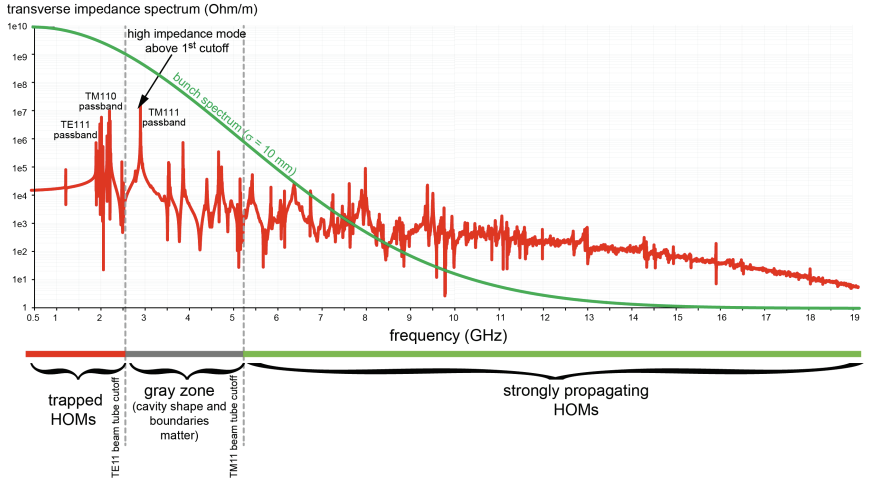 transverse impedance spectrum (Ohm/m)
1e10
1e9
1e8
1e7
1e6
1e5
1e4
1e3
1e2
1e1
1
high impedance mode
above 1st cutoff
TM110
passband
TE111
passband
TM111
passband
bunch spectrum (σ = 10 mm)
0.5 1 2 3 4 5 6 7 8 9 10 11 12 13 14 15 16 17 18 19
frequency (GHz)
trapped
HOMs
TE11 beam tube cutoff
gray zone
(cavity shape and
boundaries
matter)
TM11 beam tube cutoff
strongly propagating
HOMs